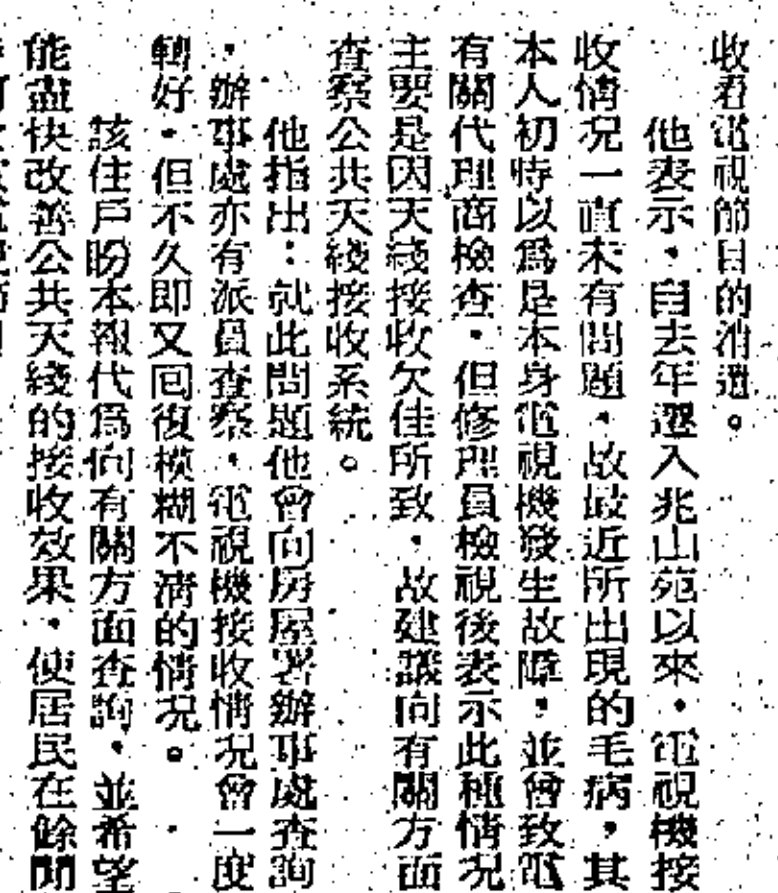 收看電視節目的消遣。
他表示，自去年遷入兆山苑以來，電視機接
收情況一直未有問題，故最近所出現的毛病，其
本人初時以爲是本身電視機發生故障，並曾致電
有關代理商檢查，但修理員檢視後表示此種情況
主要是因天綫接收欠佳所致，故建議向有關方面
查察公共天綫接收系統。
他指出：就此問題他曾向房屋署辦事處查詢
，辦事處亦有派員查察，電視機接收情況曾一度
轉好，但不久即又回復模糊不清的情況。
該住戶盼本報代爲向有關方面查詢，並希望
能盡快改善公共天綫的接收效果，使居民在餘閒